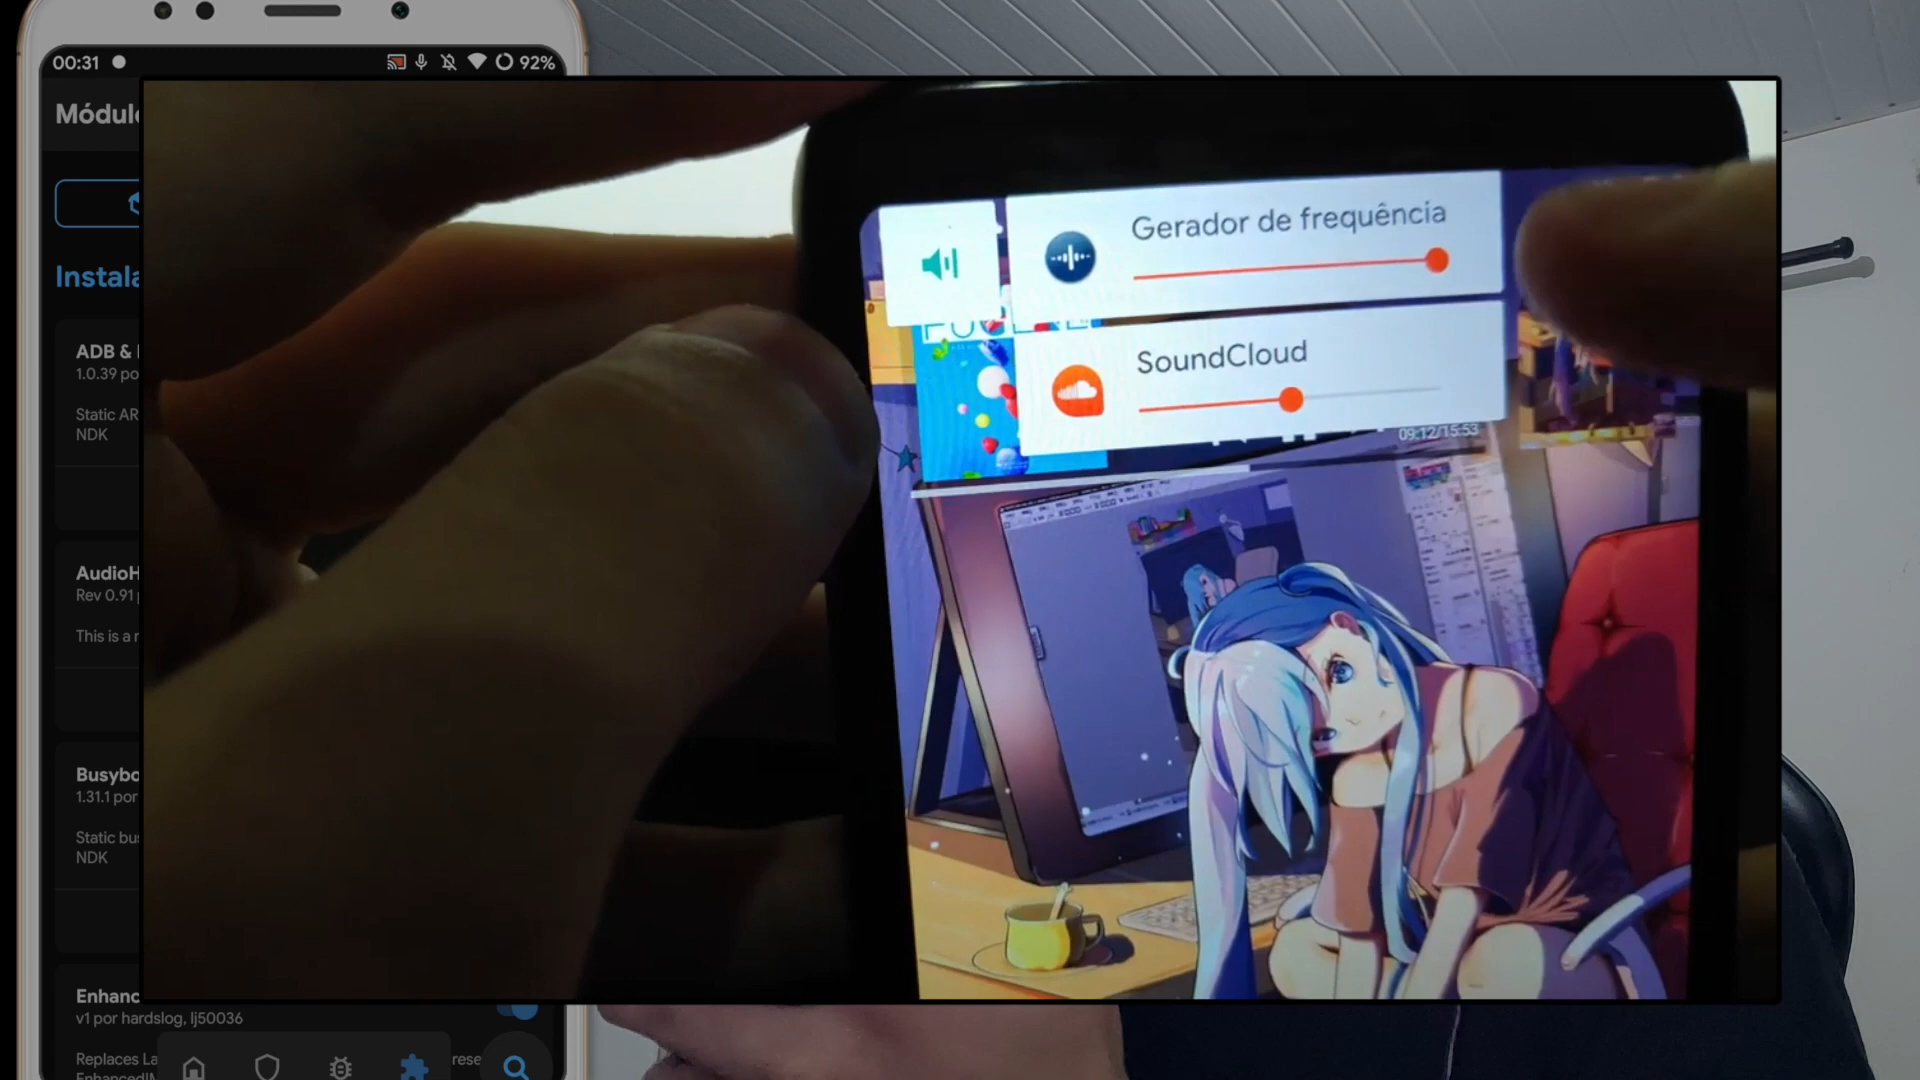 00:31
92%
Módulo
Instala
ADB &
1.0.39 po
Static AR
NDK
AudioH
Rev 0.91
This is a
Busybo
1.31.1 por
Static bu
NDK
Enhanc
v1 por hardslog, lj50036
Replaces La
rese
Gerador de frequência
SoundCloud
09:12/15:53